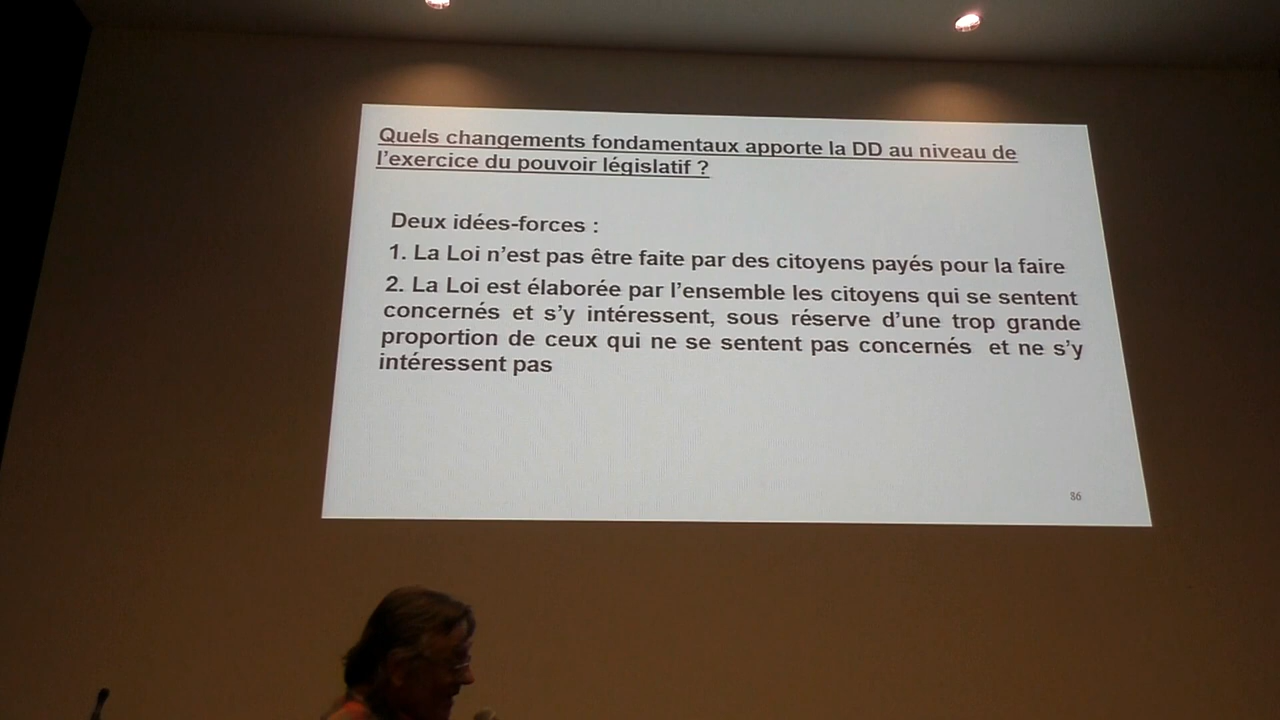 Quels changements fondamentaux apporte la DD au niveau de
l'exercice du pouvoir législatif ?
Deux idées-forces :
1. La Loi n'est pas être faite par des citoyens payés pour la faire
2. La Loi est élaborée par l'ensemble les citoyens qui se sentent
concernés et s'y intéressent, sous réserve d'une trop grande
proportion de ceux qui ne se sentent pas concernés et ne s'y
intéressent pas
86